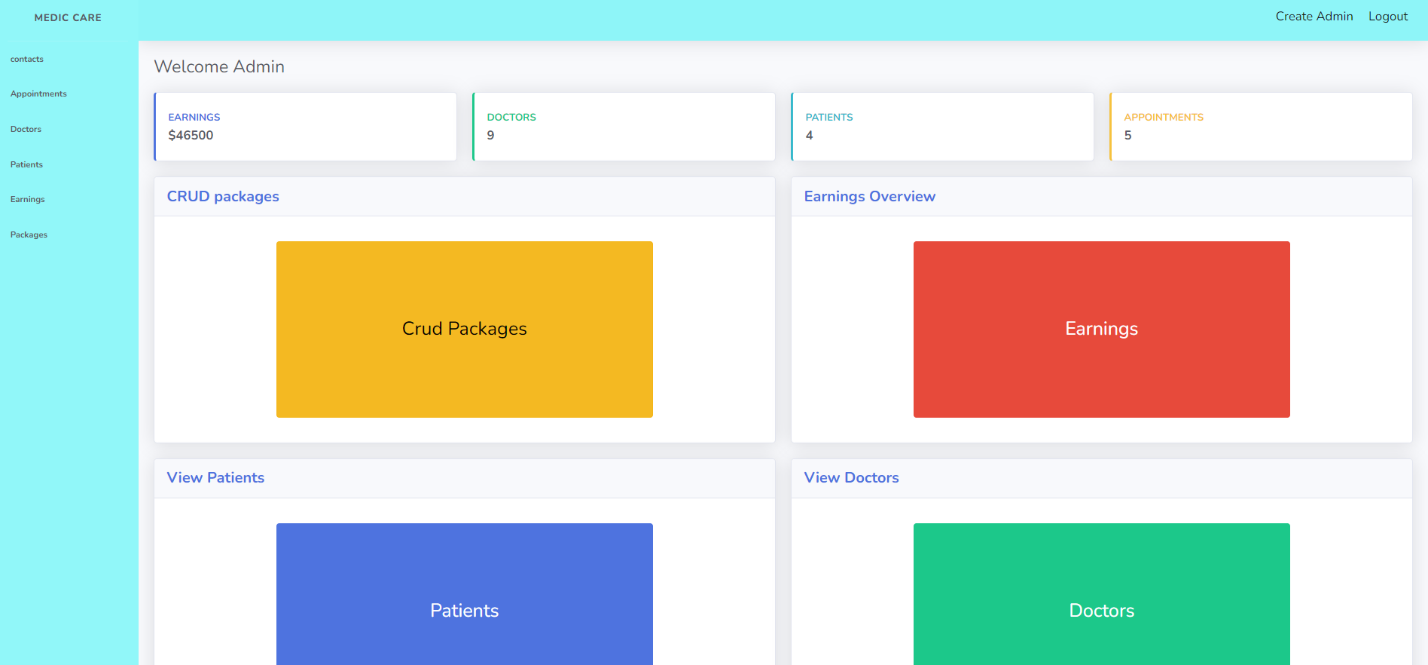 MEDIC CARE
Create Admin Logout
contacts
Appointments
Doctors
Patients
Earnings
Packages
Welcome Admin
EARNINGS
$46500
DOCTORS
9
PATIENTS
4
APPOINTMENTS
5
CRUD packages
Crud Packages
Earnings Overview
Earnings
View Patients
Patients
View Doctors
Doctors